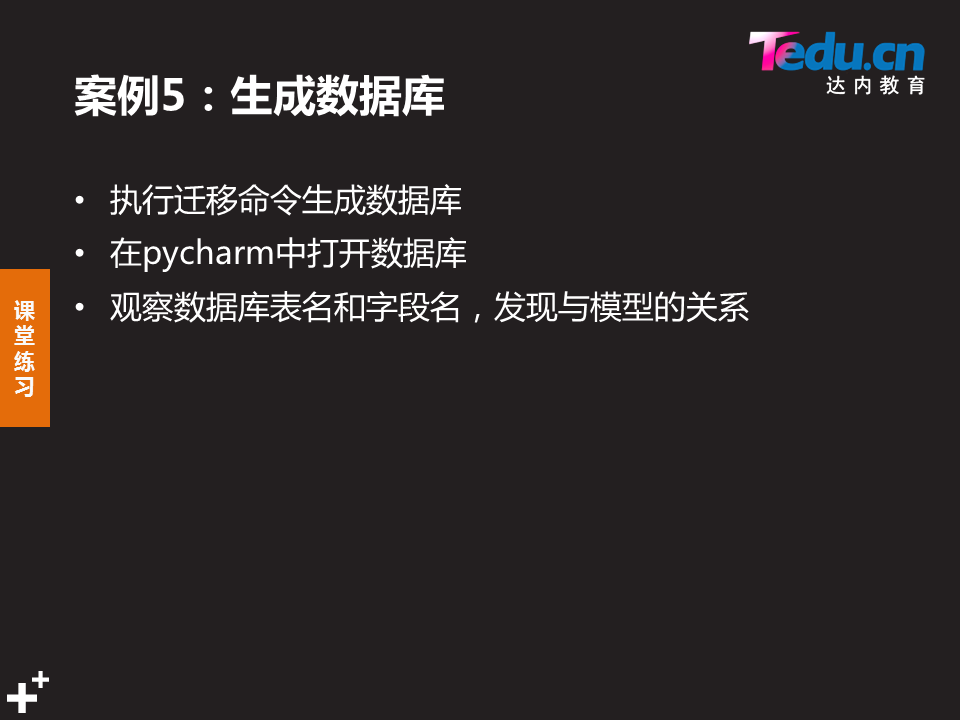 Tedu.cn
达内教育
案例5：生成数据库
• 执行迁移命令生成数据库
• 在pycharm中打开数据库
• 观察数据库表名和字段名，发现与模型的关系
课
堂
练
习